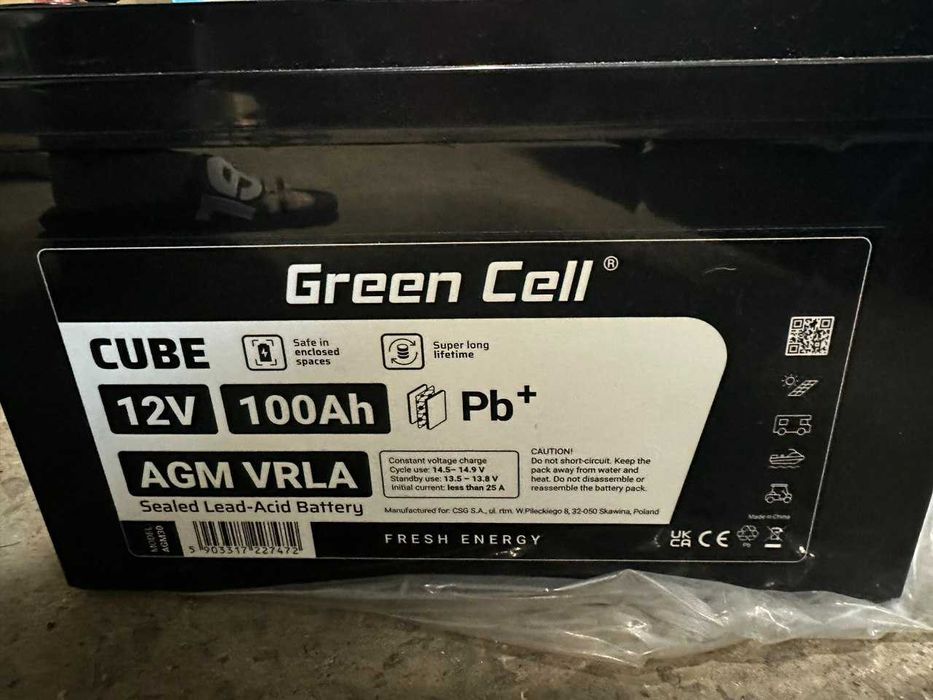 Green Cell ®
CUBE
Safe in
enclosed
spaces
Super long
lifetime
12V
100Ah
Pb+
AGM VRLA
Sealed Lead-Acid Battery
Constant voltage charge
Cycle use: 14.5– 14.9 V
Standby use: 13.5 – 13.8 V
Initial current: less than 25 A
CAUTION!
Do not short-circuit. Keep the
pack away from water and
heat. Do not disassemble or
reassemble the battery pack.
Manufactured for: CSG S.A., ul. rtm. W.Pileckiego 8, 32-050 Skawina, Poland
MODEL
AGM30
5 903317 227472
FRESH ENERGY
Made in China
UK
CA
CE
Pb